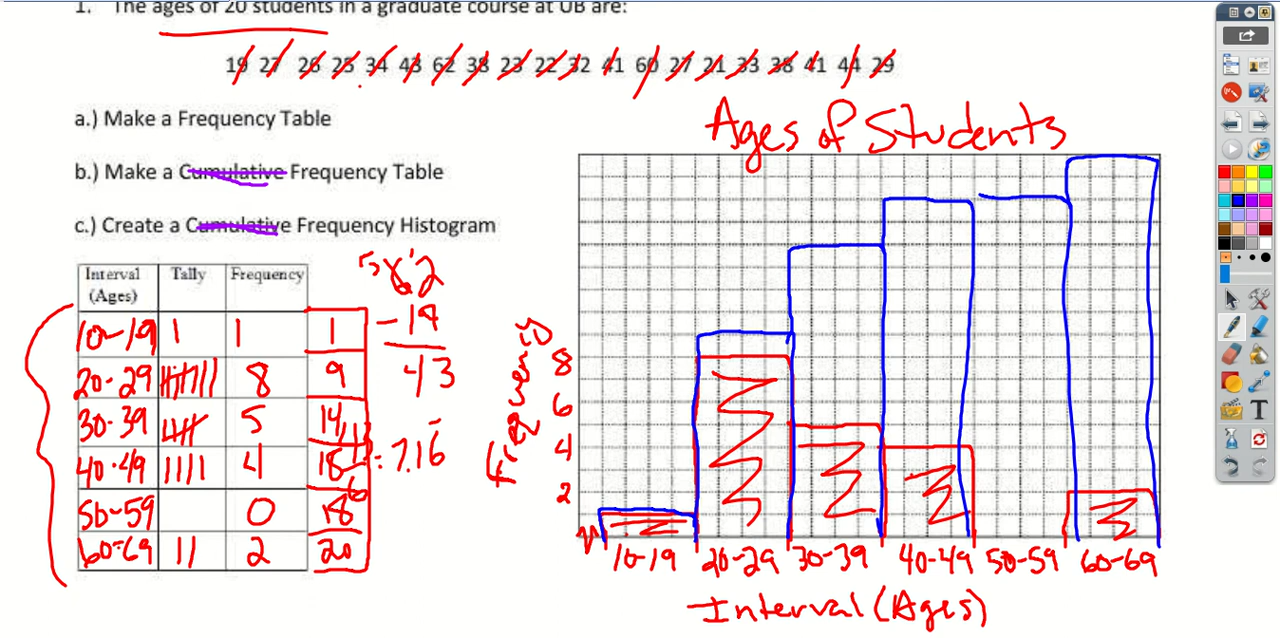 1. The ages of 20 students in a graduate course at UB are:
19 27 26 25 34 43 62 38 23 22 32 41 60 27 21 33 38 41 44 29
a.) Make a Frequency Table
b.) Make a Cumulative Frequency Table
c.) Create a Cumulative Frequency Histogram
Interval (Ages) Tally Frequency
10-19 1 1 1
20-29 8 9
30-39 5 14
40-49 4 18
50-59 0 18
60-69 2 20
- 19
43
7.16
Ages of Students
Frequency
8
6
4
2
10-19 20-29 30-39 40-49 50-59 60-69
Interval (Ages)
T